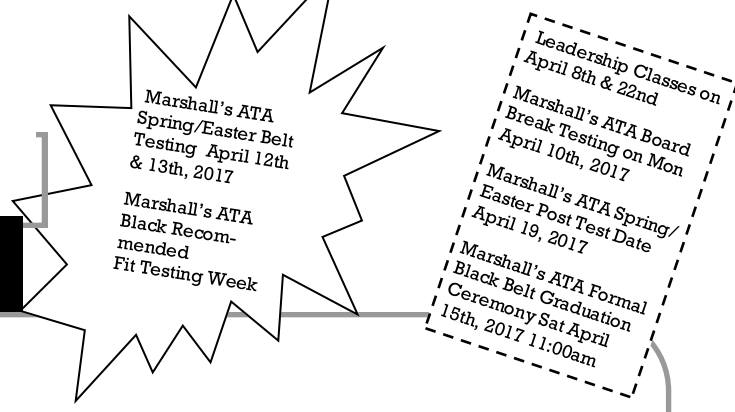 Marshall's ATA
Spring/Easter Belt
Testing  April 12th
& 13th, 2017
Marshall's ATA
Black Recom-
mended
Fit Testing Week
Leadership Classes on
April 8th & 22nd
Marshall's ATA Board
Break Testing on Mon
April 10th, 2017
Marshall's ATA Spring/
Easter Post Test Date
April 19, 2017
Marshall's ATA Formal
Black Belt Graduation
Ceremony Sat April
15th, 2017 11:00am